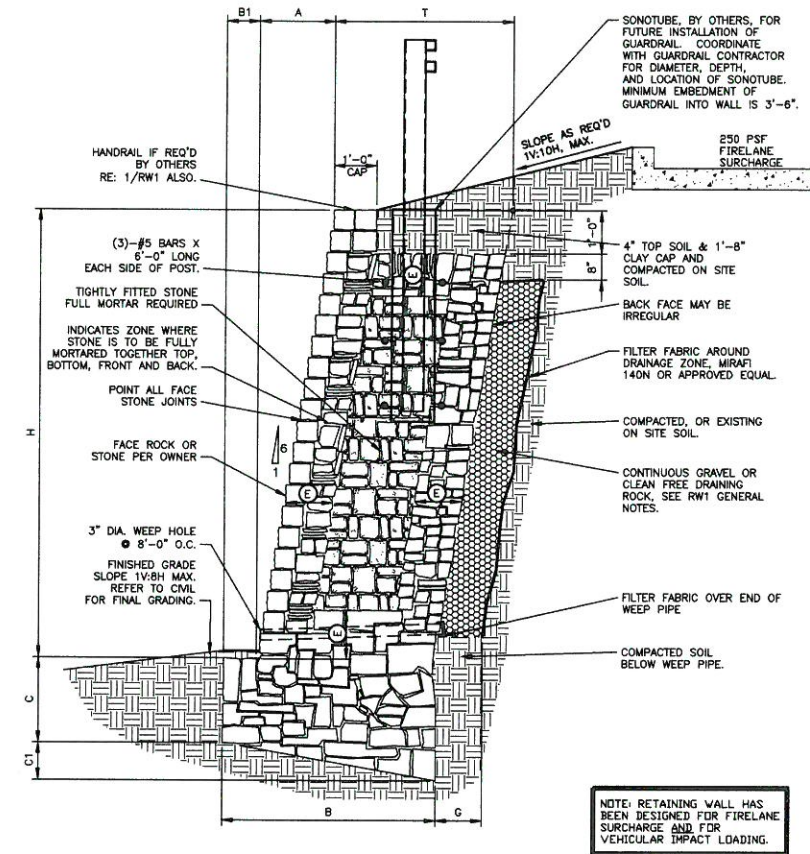 B1
A
T
SONOTUBE, BY OTHERS, FOR
FUTURE INSTALLATION OF
GUARDRAIL. COORDINATE
WITH GUARDRAIL CONTRACTOR
FOR DIAMETER, DEPTH,
AND LOCATION OF SONOTUBE.
MINIMUM EMBEDMENT OF
GUARDRAIL INTO WALL IS 3'-6".
SLOPE AS REQ'D
1V:10H, MAX.
250 PSF
FIRELANE
SURCHARGE
HANDRAIL IF REQ'D
BY OTHERS
RE: 1/RW1 ALSO.
1'-0"
CAP
(3)-#5 BARS X
6'-0" LONG
EACH SIDE OF POST.
E
1'-0"
8"
4" TOP SOIL & 1'-8"
CLAY CAP AND
COMPACTED ON SITE
SOIL.
TIGHTLY FITTED STONE
FULL MORTAR REQUIRED
BACK FACE MAY BE
IRREGULAR
INDICATES ZONE WHERE
STONE IS TO BE FULLY
MORTARED TOGETHER TOP,
BOTTOM, FRONT AND BACK.
FILTER FABRIC AROUND
DRAINAGE ZONE, MIRAFI
140N OR APPROVED EQUAL.
POINT ALL FACE
STONE JOINTS
COMPACTED, OR EXISTING
ON SITE SOIL.
H
6
1
FACE ROCK OR
STONE PER OWNER
CONTINUOUS GRAVEL OR
CLEAN FREE DRAINING
ROCK, SEE RW1 GENERAL
NOTES.
E
E
3" DIA. WEEP HOLE
@ 8'-0" O.C.
FINISHED GRADE
SLOPE 1V:8H MAX.
REFER TO CIVIL
FOR FINAL GRADING.
FILTER FABRIC OVER END OF
WEEP PIPE
E
COMPACTED SOIL
BELOW WEEP PIPE.
C
C1
B
G
NOTE: RETAINING WALL HAS
BEEN DESIGNED FOR FIRELANE
SURCHARGE AND FOR
VEHICULAR IMPACT LOADING.